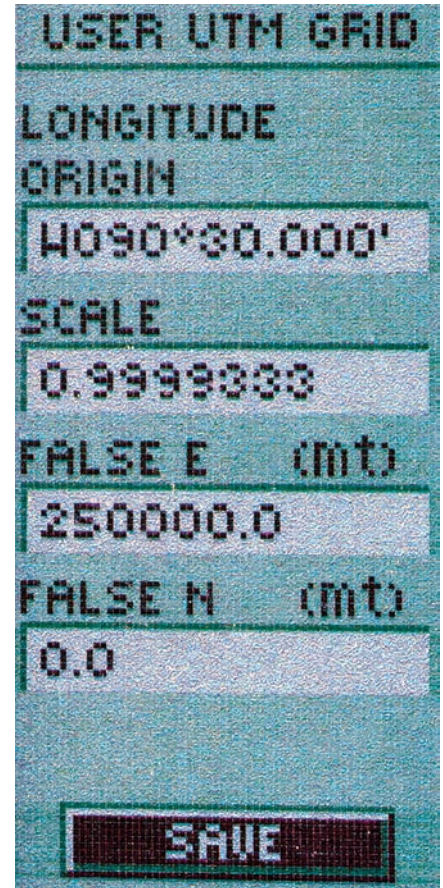 USER UTM GRID
LONGITUDE
ORIGIN
W090°30.000'
SCALE
0.9999333
FALSE E (mt)
250000.0
FALSE N (mt)
0.0
SAVE